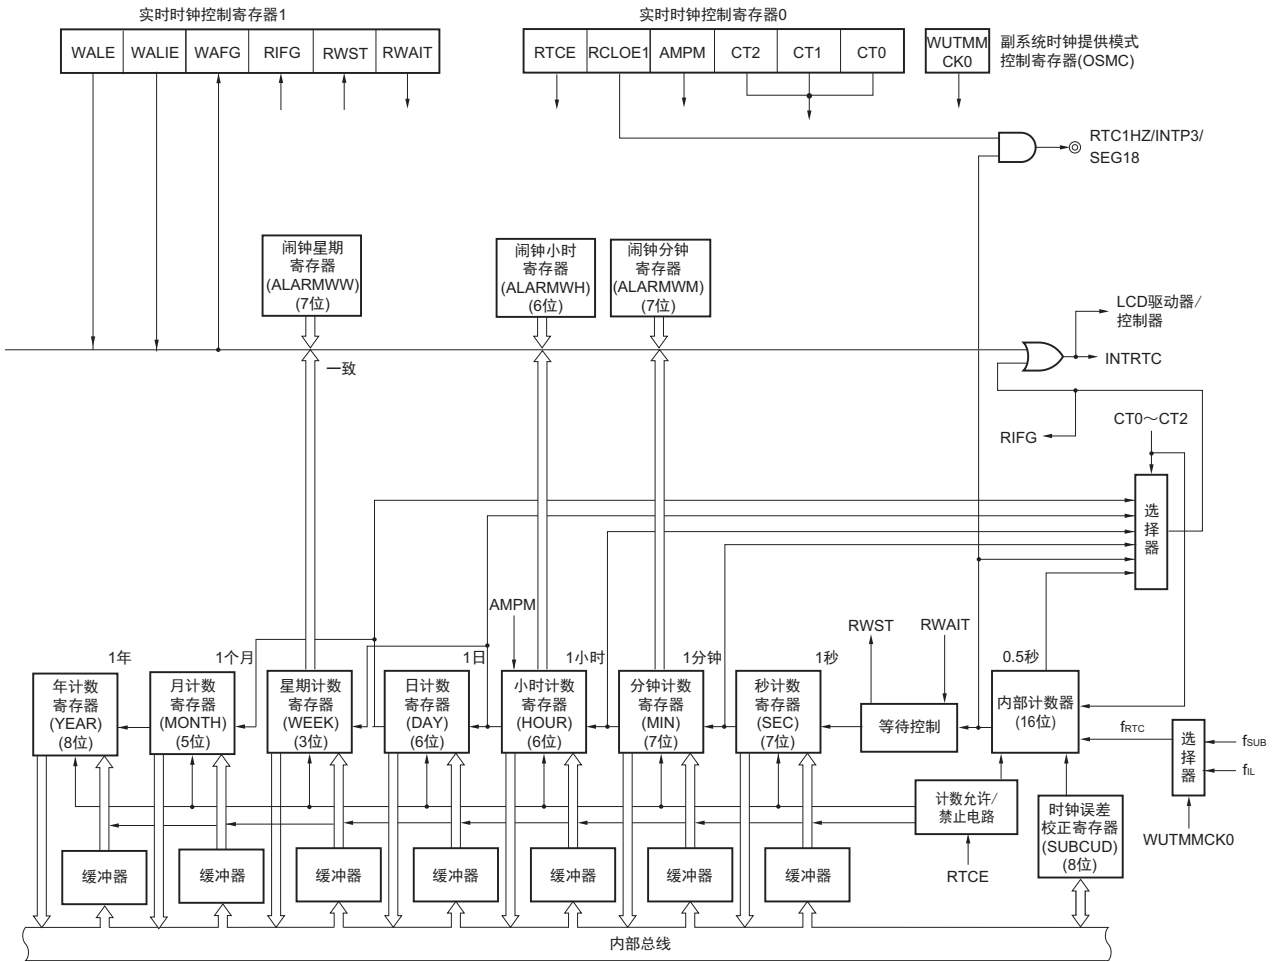 实时时钟控制寄存器1
实时时钟控制寄存器0
WALE WALIE WAFG RIFG RWST RWAIT
RTCE RCLOE1 AMPM CT2 CT1 CT0
WUTMM
CK0
副系统时钟提供模式
控制寄存器(OSMC)
RTC1HZ/INTP3/
SEG18
闹钟星期
寄存器
(ALARMWW)
(7位)
闹钟小时
寄存器
(ALARMWH)
(6位)
闹钟分钟
寄存器
(ALARMWM)
(7位)
LCD驱动器/
控制器
INTRTC
一致
RIFG
CT0～CT2
选
择
器
AMPM
RWST
RWAIT
1年
1个月
1日
1小时
1分钟
1秒
0.5秒
年计数
寄存器
(YEAR)
(8位)
月计数
寄存器
(MONTH)
(5位)
星期计数
寄存器
(WEEK)
(3位)
日计数
寄存器
(DAY)
(6位)
小时计数
寄存器
(HOUR)
(6位)
分钟计数
寄存器
(MIN)
(7位)
秒计数
寄存器
(SEC)
(7位)
等待控制
内部计数器
(16位)
fRTC
选
择
器
fSUB
fIL
WUTMMCK0
计数允许/
禁止电路
RTCE
时钟误差
校正寄存器
(SUBCUD)
(8位)
缓冲器 缓冲器 缓冲器 缓冲器 缓冲器 缓冲器 缓冲器
内部总线